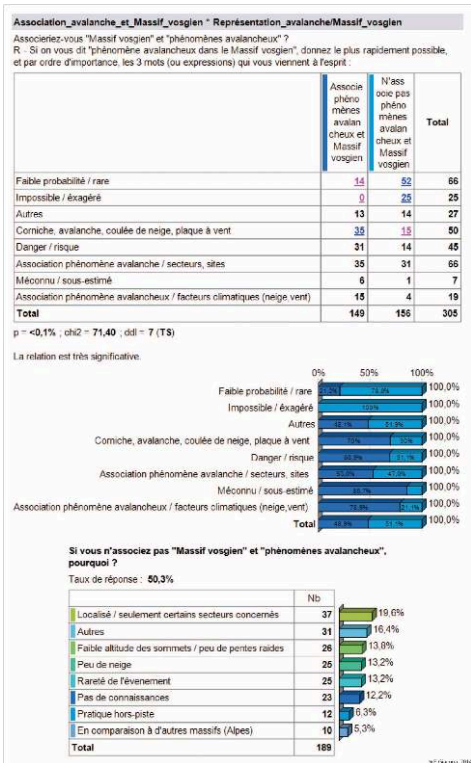 Association_avalanche_et_Massif_vosgien * Représentation_avalanche/Massif_vosgien
Associeriez-vous "Massif vosgien" et "phénomènes avalancheux" ?
R - Si on vous dit "phénomène avalancheux dans le Massif vosgien", donnez le plus rapidement possible,
et par ordre d'importance, les 3 mots (ou expressions) qui vous viennent à l'esprit :
Associe phéno mènes avalan cheux et Massif vosgien
N'ass ocie pas phéno mènes avalan cheux et Massif vosgien
Total
Faible probabilité / rare 14 52 66
Impossible / éxagéré 0 25 25
Autres 13 14 27
Corniche, avalanche, coulée de neige, plaque à vent 35 15 50
Danger / risque 31 14 45
Association phénomène avalanche / secteurs, sites 35 31 66
Méconnu / sous-estimé 6 1 7
Association phénomène avalancheux / facteurs climatiques (neige,vent) 15 4 19
Total 149 156 305
p = <0,1% ; chi2 = 71,40 ; ddl = 7 (TS)
La relation est très significative.
0% 50% 100%
Faible probabilité / rare 21,2% 78,8% 100,0%
Impossible / éxagéré 100% 100,0%
Autres 48,1% 51,9% 100,0%
Corniche, avalanche, coulée de neige, plaque à vent 70% 30% 100,0%
Danger / risque 68,9% 31,1% 100,0%
Association phénomène avalanche / secteurs, sites 53,0% 47,0% 100,0%
Méconnu / sous-estimé 85,7% 100,0%
Association phénomène avalancheux / facteurs climatiques (neige,vent) 78,9% 21,1% 100,0%
Total 48,9% 51,1% 100,0%
Si vous n'associez pas "Massif vosgien" et "phénomènes avalancheux",
pourquoi ?
Taux de réponse : 50,3%
Nb
Localisé / seulement certains secteurs concernés 37 19,6%
Autres 31 16,4%
Faible altitude des sommets / peu de pentes raides 26 13,8%
Peu de neige 25 13,2%
Rareté de l'évenement 25 13,2%
Pas de connaissances 23 12,2%
Pratique hors-piste 12 6,3%
En comparaison à d'autres massifs (Alpes) 10 5,3%
Total 189